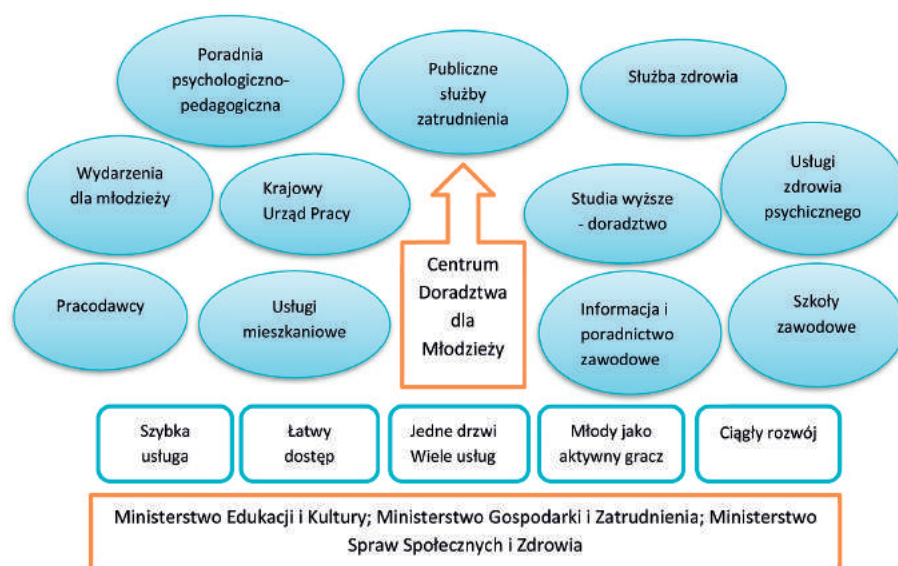 Poradnia
psychologiczno-
pedagogiczna
Publiczne
służby
zatrudnienia
Służba zdrowia
Wydarzenia
dla młodzieży
Krajowy
Urząd Pracy
Studia wyższe
- doradztwo
Usługi
zdrowia
psychicznego
Pracodawcy
Usługi
mieszkaniowe
Centrum
Doradztwa
dla
Młodzieży
Informacja i
poradnictwo
zawodowe
Szkoły
zawodowe
Szybka
usługa
Łatwy
dostęp
Jedne drzwi
Wiele usług
Młody jako
aktywny gracz
Ciągły rozwój
Ministerstwo Edukacji i Kultury; Ministerstwo Gospodarki i Zatrudnienia; Ministerstwo
Spraw Społecznych i Zdrowia